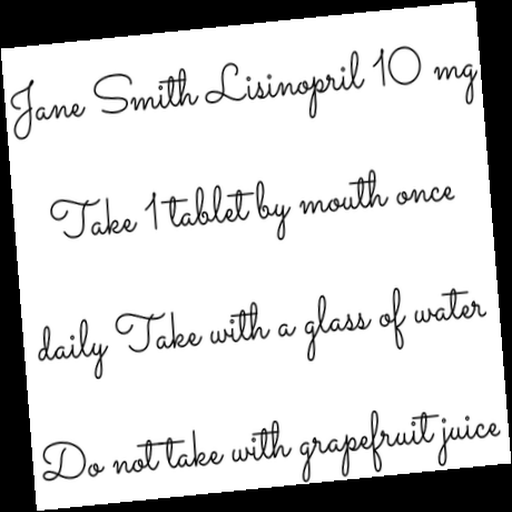 Jane Smith Lisinopril 10 mg
Take 1 tablet by mouth once
daily Take with a glass of water
Do not take with grapefruit juice